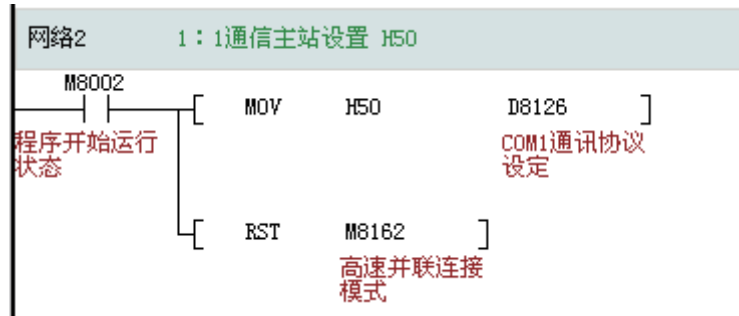 网络2 1：1通信主站设置 H50
M8002
MOV H50 D8126
程序开始运行
状态
COM1通讯协议
设定
RST M8162
高速并联连接
模式